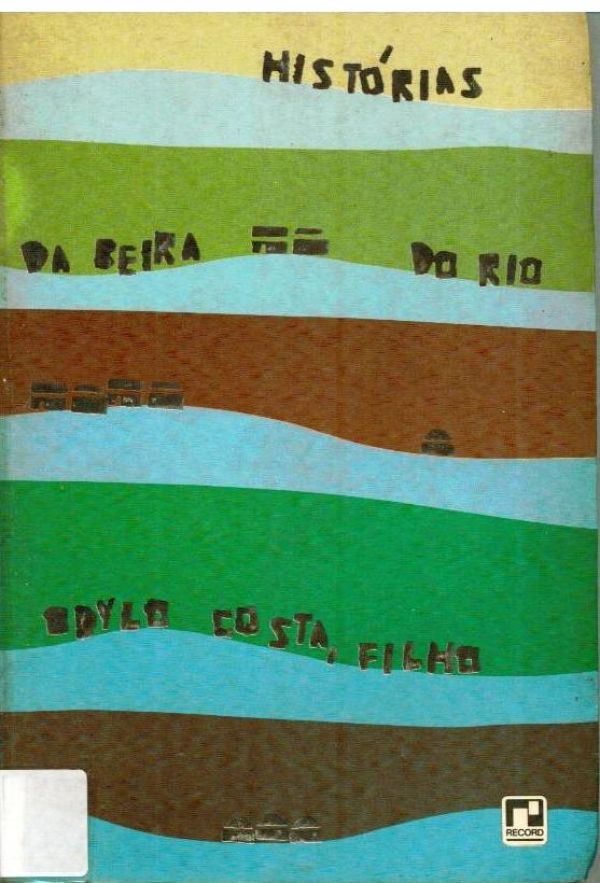 HISTÓRIAS
DA BEIRA DO RIO
ODYLO COSTA, FILHO
RECORD